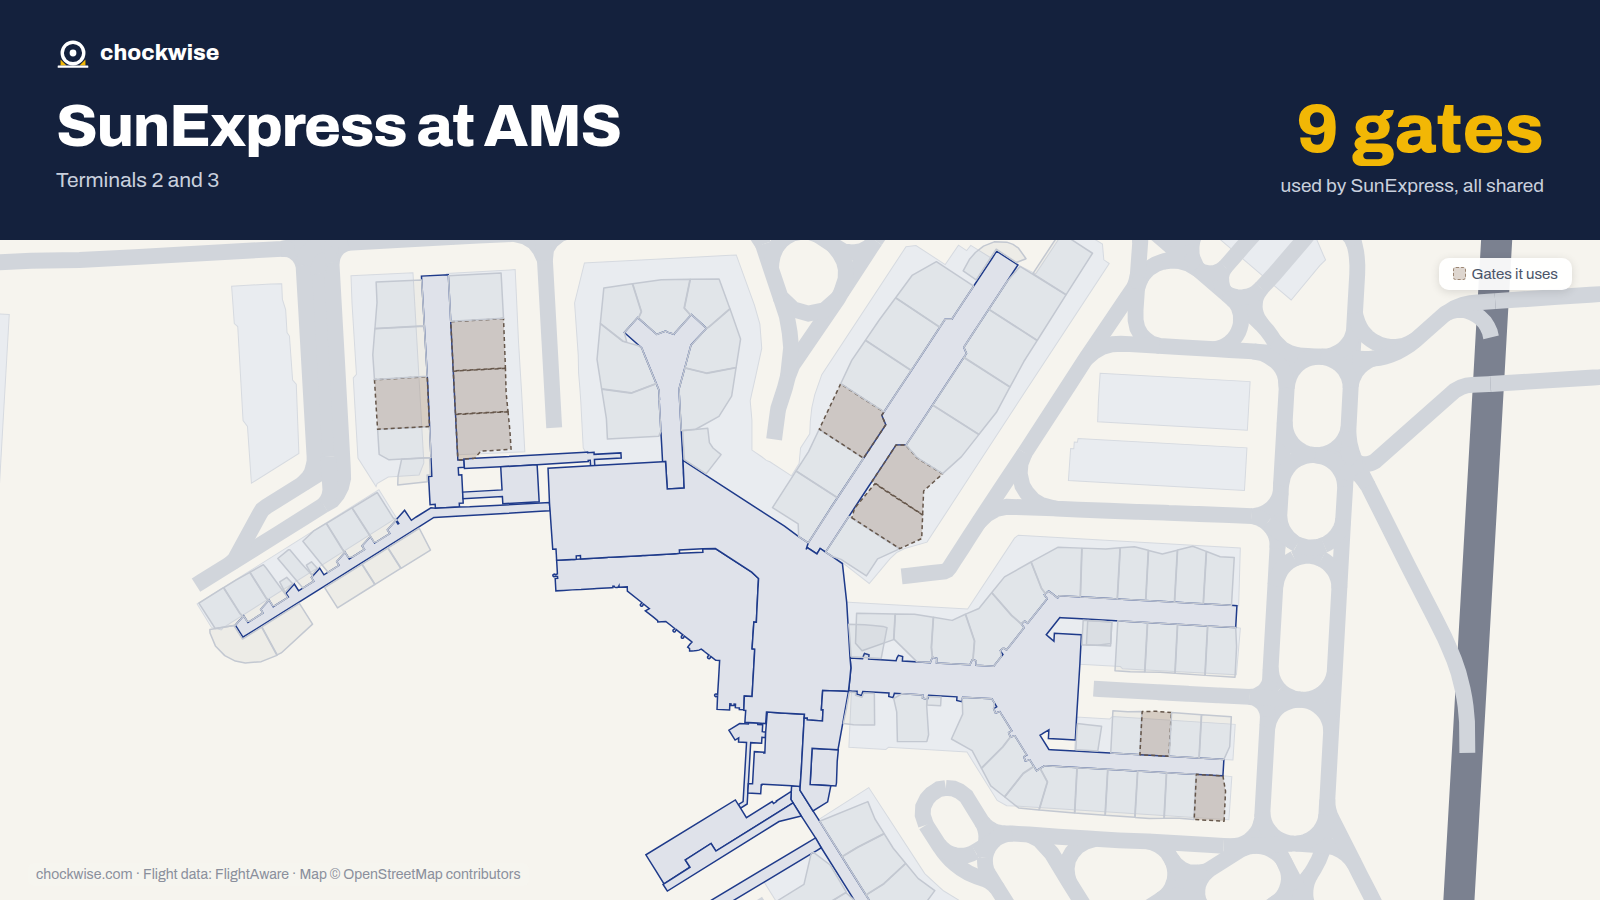 chockwise
SunExpress at AMS
Terminals 2 and 3
9 gates
used by SunExpress, all shared
Gates it uses
chockwise.com · Flight data: FlightAware · Map © OpenStreetMap contributors